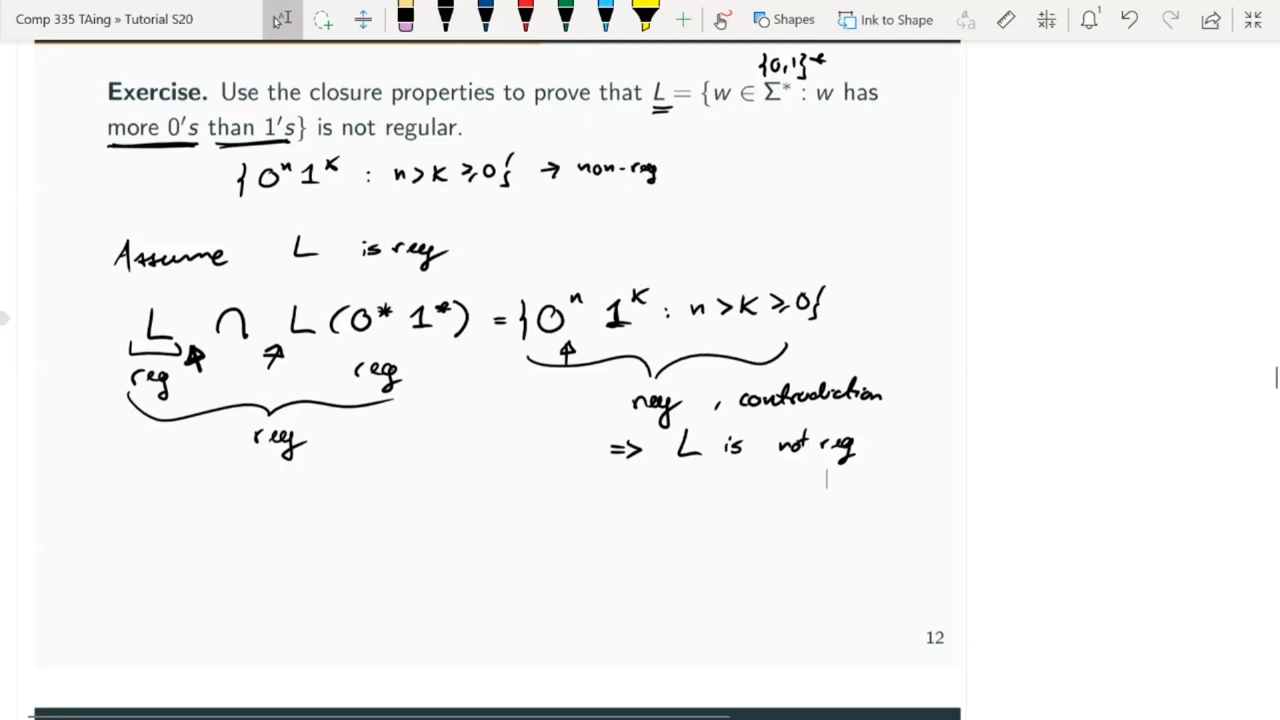 Comp 335 TAing » Tutorial S20
Shapes
Ink to Shape
1
{0,1}*
Exercise. Use the closure properties to prove that L = {w ∈ Σ* : w has
more 0's than 1's} is not regular.
{0ⁿ 1ᵏ : n > k ⩾ 0} → non-reg
Assume L is reg
L ∩ L(0* 1*) = {0ⁿ 1ᵏ : n > k ⩾ 0}
reg reg
reg
reg, contradiction
=> L is not reg
12